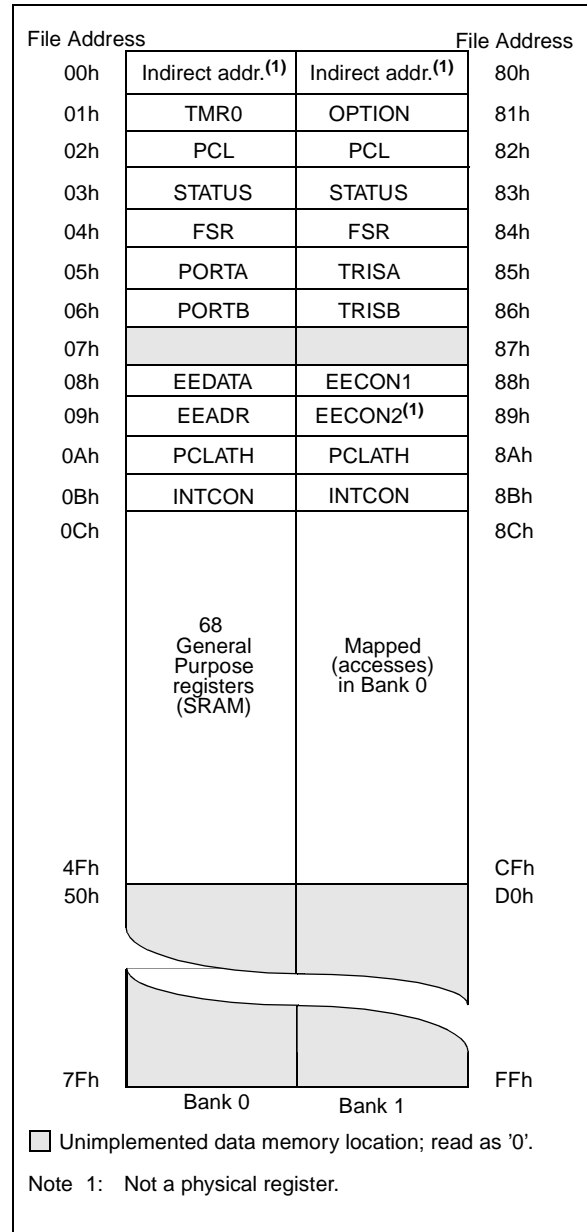 File Address File Address
00h Indirect addr.(1) Indirect addr.(1) 80h
01h TMR0 OPTION 81h
02h PCL PCL 82h
03h STATUS STATUS 83h
04h FSR FSR 84h
05h PORTA TRISA 85h
06h PORTB TRISB 86h
07h 87h
08h EEDATA EECON1 88h
09h EEADR EECON2(1) 89h
0Ah PCLATH PCLATH 8Ah
0Bh INTCON INTCON 8Bh
0Ch 8Ch
68
General
Purpose
registers
(SRAM)
Mapped
(accesses)
in Bank 0
4Fh CFh
50h D0h
7Fh FFh
Bank 0 Bank 1
Unimplemented data memory location; read as '0'.
Note 1: Not a physical register.